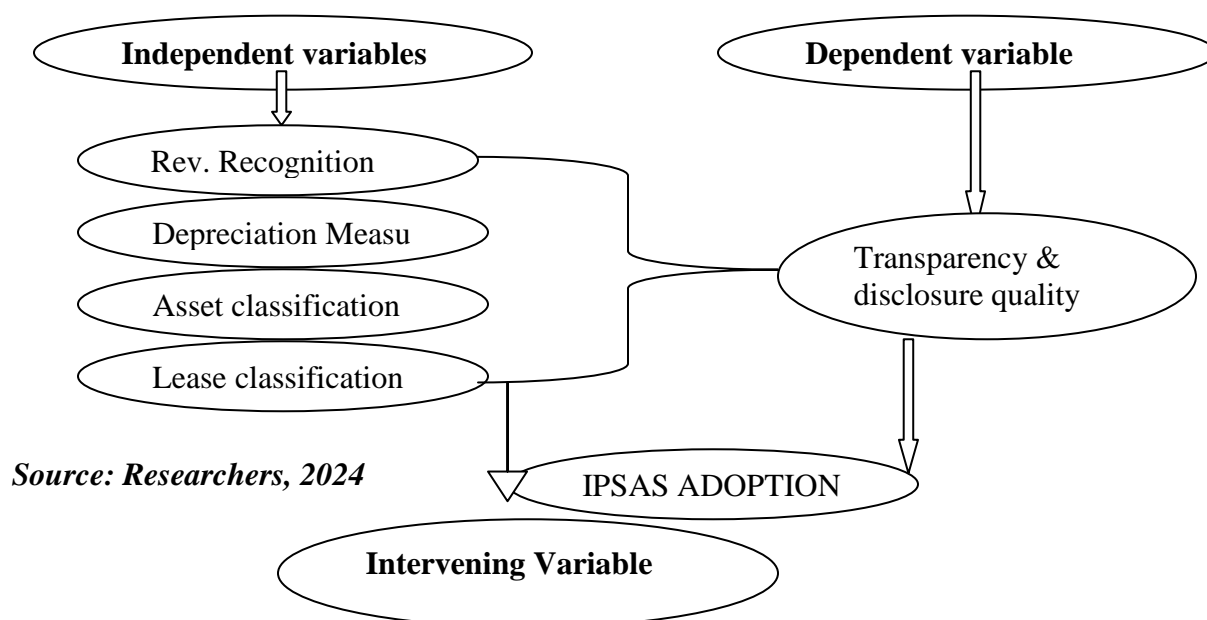 Independent variables
Dependent variable
Rev. Recognition
Depreciation Measu
Asset classification
Lease classification
Transparency &
disclosure quality
Source: Researchers, 2024
IPSAS ADOPTION
Intervening Variable